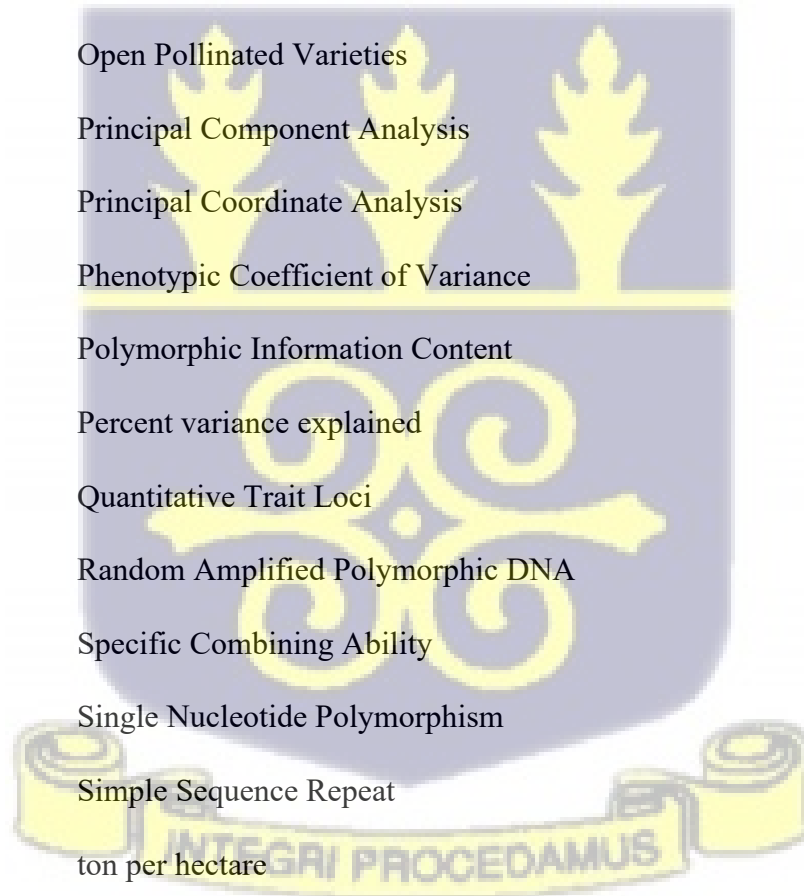 Open Pollinated Varieties
Principal Component Analysis
Principal Coordinate Analysis
Phenotypic Coefficient of Variance
Polymorphic Information Content
Percent variance explained
Quantitative Trait Loci
Random Amplified Polymorphic DNA
Specific Combining Ability
Single Nucleotide Polymorphism
Simple Sequence Repeat
ton per hectare
INTEGRI PROCEDAMUS